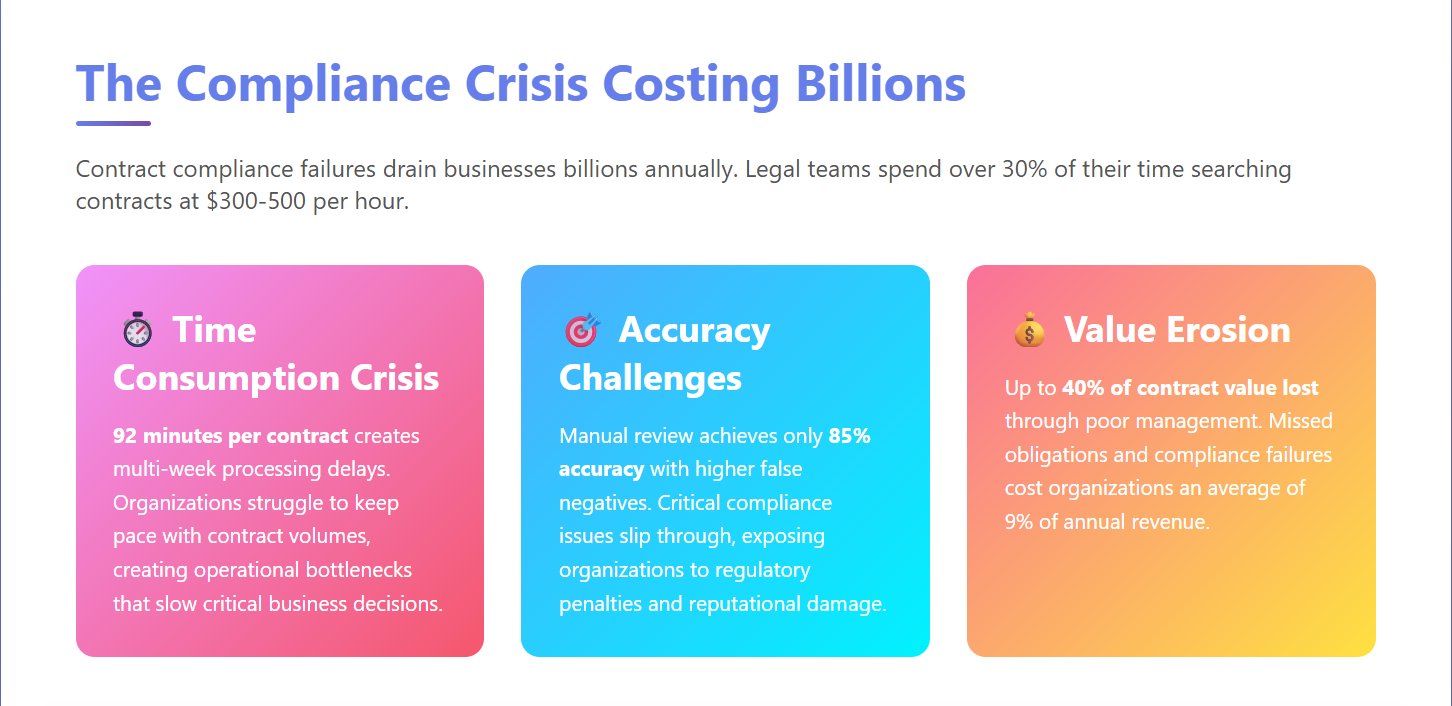 The Compliance Crisis Costing Billions
Contract compliance failures drain businesses billions annually. Legal teams spend over 30% of their time searching
contracts at $300-500 per hour.
Time
Consumption Crisis
92 minutes per contract creates
multi-week processing delays.
Organizations struggle to keep
pace with contract volumes,
creating operational bottlenecks
that slow critical business decisions.
Accuracy
Challenges
Manual review achieves only 85%
accuracy with higher false
negatives. Critical compliance
issues slip through, exposing
organizations to regulatory
penalties and reputational damage.
Value Erosion
Up to 40% of contract value lost
through poor management. Missed
obligations and compliance failures
cost organizations an average of
9% of annual revenue.